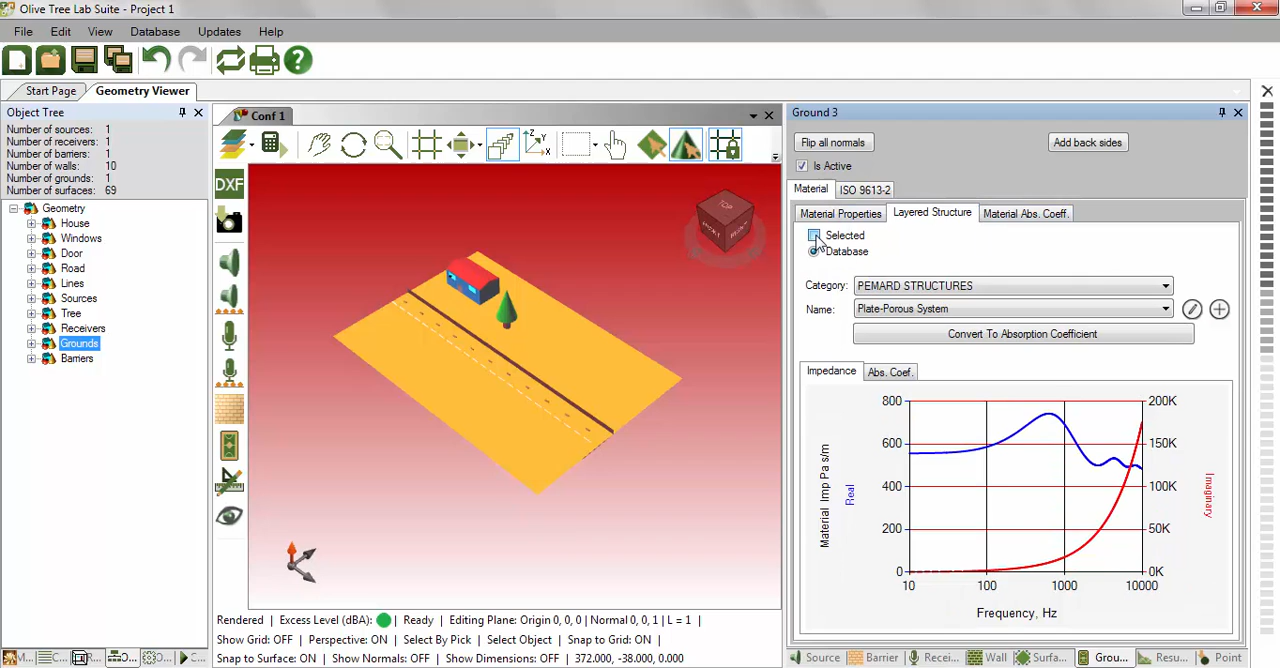 Olive Tree Lab Suite - Project 1
File Edit View Database Updates Help
Start Page Geometry Viewer
Object Tree
Number of sources: 1
Number of receivers: 1
Number of barriers: 1
Number of walls: 10
Number of grounds: 1
Number of surfaces: 69
Geometry
House
Windows
Door
Road
Lines
Sources
Tree
Receivers
Grounds
Barriers
M... C... R... O... O... C...
Conf 1
DXF
TOP
FRONT
RIGHT
Rendered Excess Level (dBA): Ready Editing Plane: Origin 0, 0, 0 | Normal 0, 0, 1 | L = 1
Show Grid: OFF Perspective: ON Select By Pick Select Object Snap to Grid: ON
Snap to Surface: ON Show Normals: OFF Show Dimensions: OFF 372.000, -38.000, 0.000
Ground 3
Flip all normals Add back sides
Is Active
Material ISO 9613-2
Material Properties Layered Structure Material Abs. Coeff.
Selected
Database
Category: PEMARD STRUCTURES
Name: Plate-Porous System
Convert To Absorption Coefficient
Impedance Abs. Coef.
800 200K
600 150K
400 100K
200 50K
0 0K
10 100 1000 10000
Material Imp Pa s/m
Real
Imaginary
Frequency, Hz
Source Barrier Recei... Wall Surfa... Grou... Resu... Point